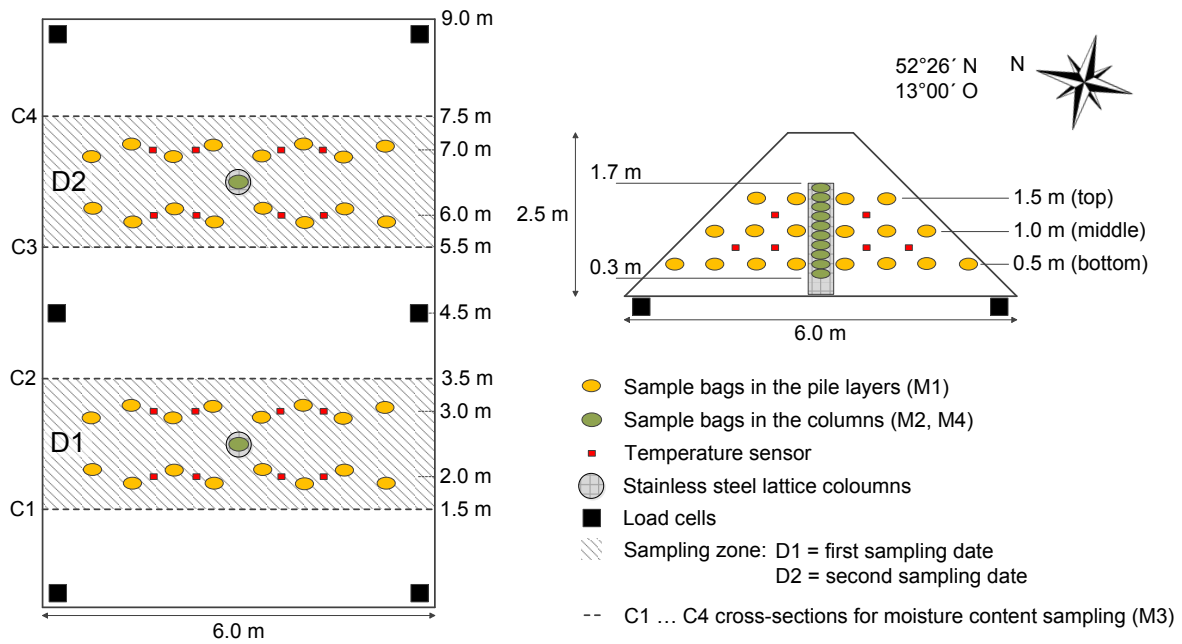 9.0 m
C4
7.5 m
7.0 m
D2
6.0 m
C3
5.5 m
4.5 m
C2
3.5 m
3.0 m
D1
2.0 m
C1
1.5 m
6.0 m
52°26´ N
13°00´ O
N
1.7 m
2.5 m
0.3 m
1.5 m (top)
1.0 m (middle)
0.5 m (bottom)
6.0 m
Sample bags in the pile layers (M1)
Sample bags in the columns (M2, M4)
Temperature sensor
Stainless steel lattice coloumns
Load cells
Sampling zone: D1 = first sampling date
D2 = second sampling date
C1 … C4 cross-sections for moisture content sampling (M3)